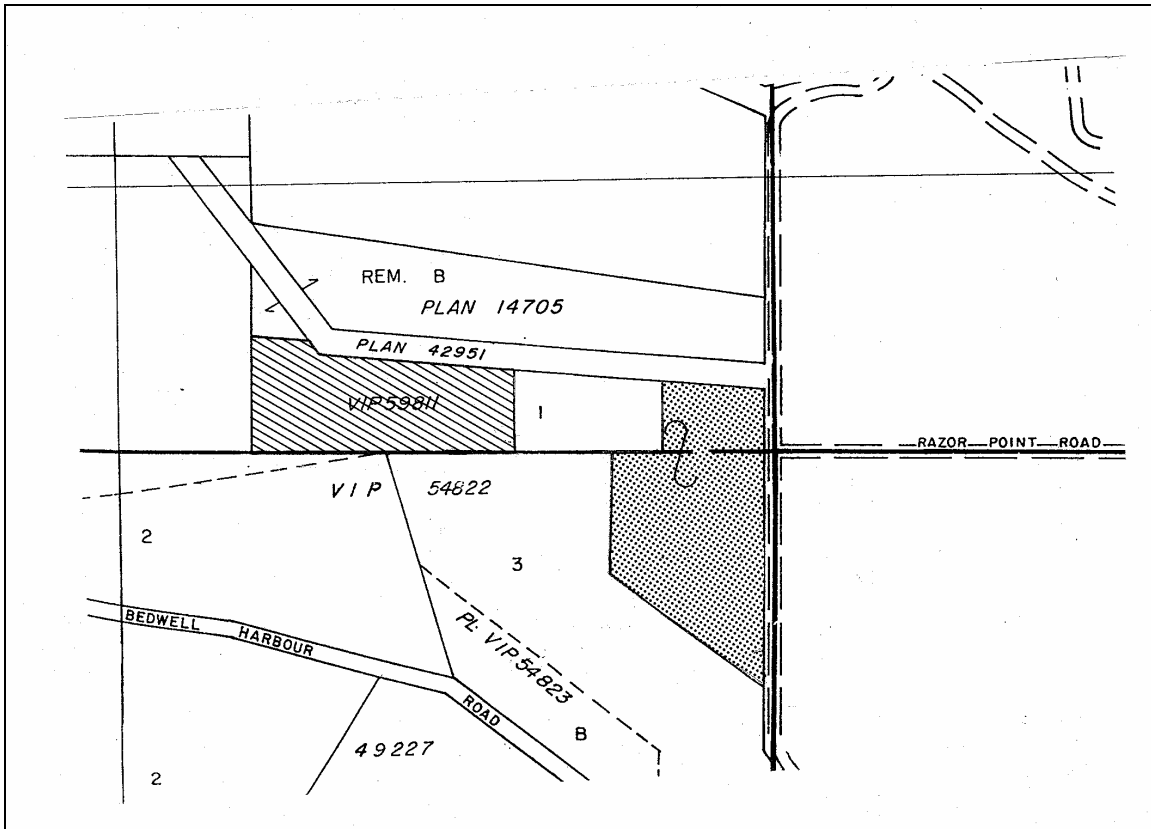 REM. B
PLAN 14705
PLAN 42951
VIP59811
1
RAZOR POINT ROAD
VIP 54822
2
3
BEDWELL HARBOUR ROAD
PL. VIP.54823
B
49227
2